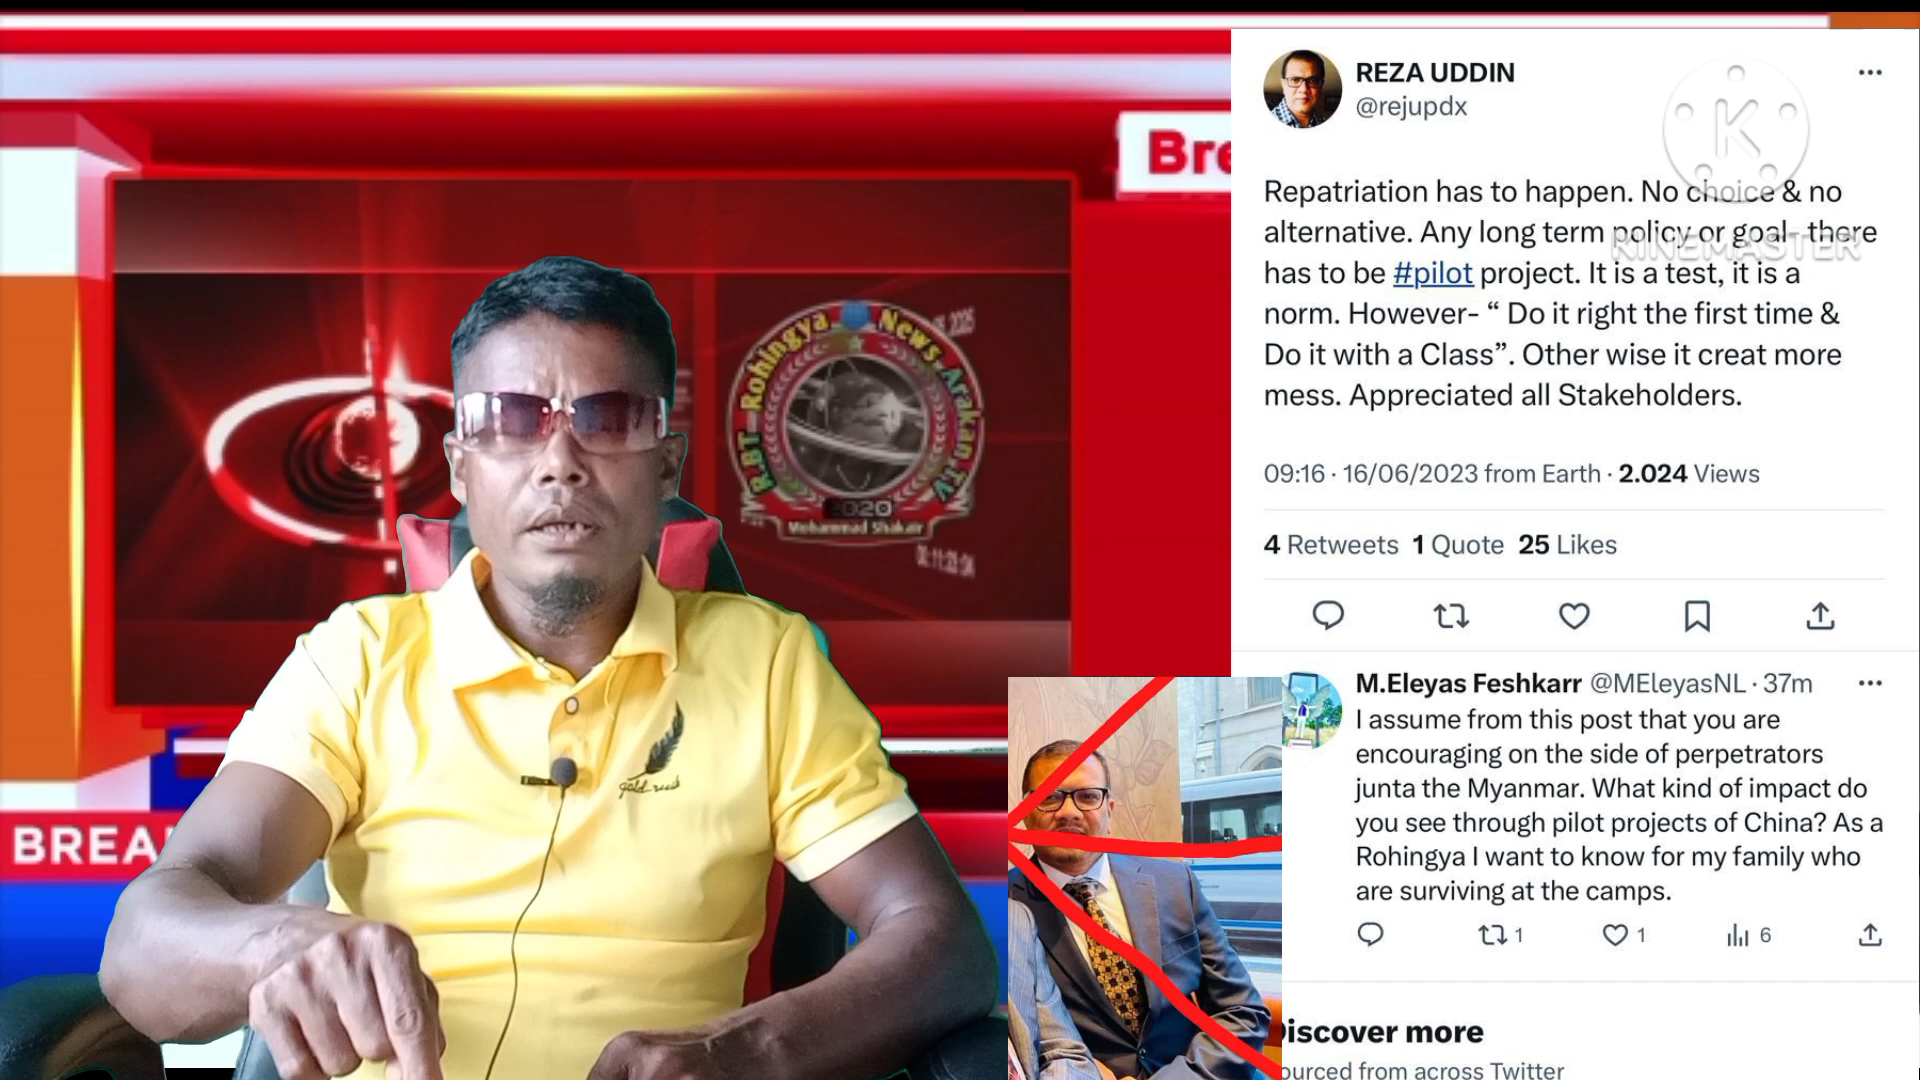 Bre
REZA UDDIN
@rejupdx
KINEMASTER
Repatriation has to happen. No choice & no
alternative. Any long term policy or goal- there
has to be #pilot project. It is a test, it is a
norm. However- “ Do it right the first time &
Do it with a Class”. Other wise it creat more
mess. Appreciated all Stakeholders.
09:16 · 16/06/2023 from Earth · 2.024 Views
4 Retweets 1 Quote 25 Likes
M.Eleyas Feshkarr @MEleyasNL · 37m
I assume from this post that you are
encouraging on the side of perpetrators
junta the Myanmar. What kind of impact do
you see through pilot projects of China? As a
Rohingya I want to know for my family who
are surviving at the camps.
1 1 6
Discover more
ourced from across Twitter
R.B.T Rohingya News Arakan T.v
2020
Mohammad Shakair
gold rush
BREA